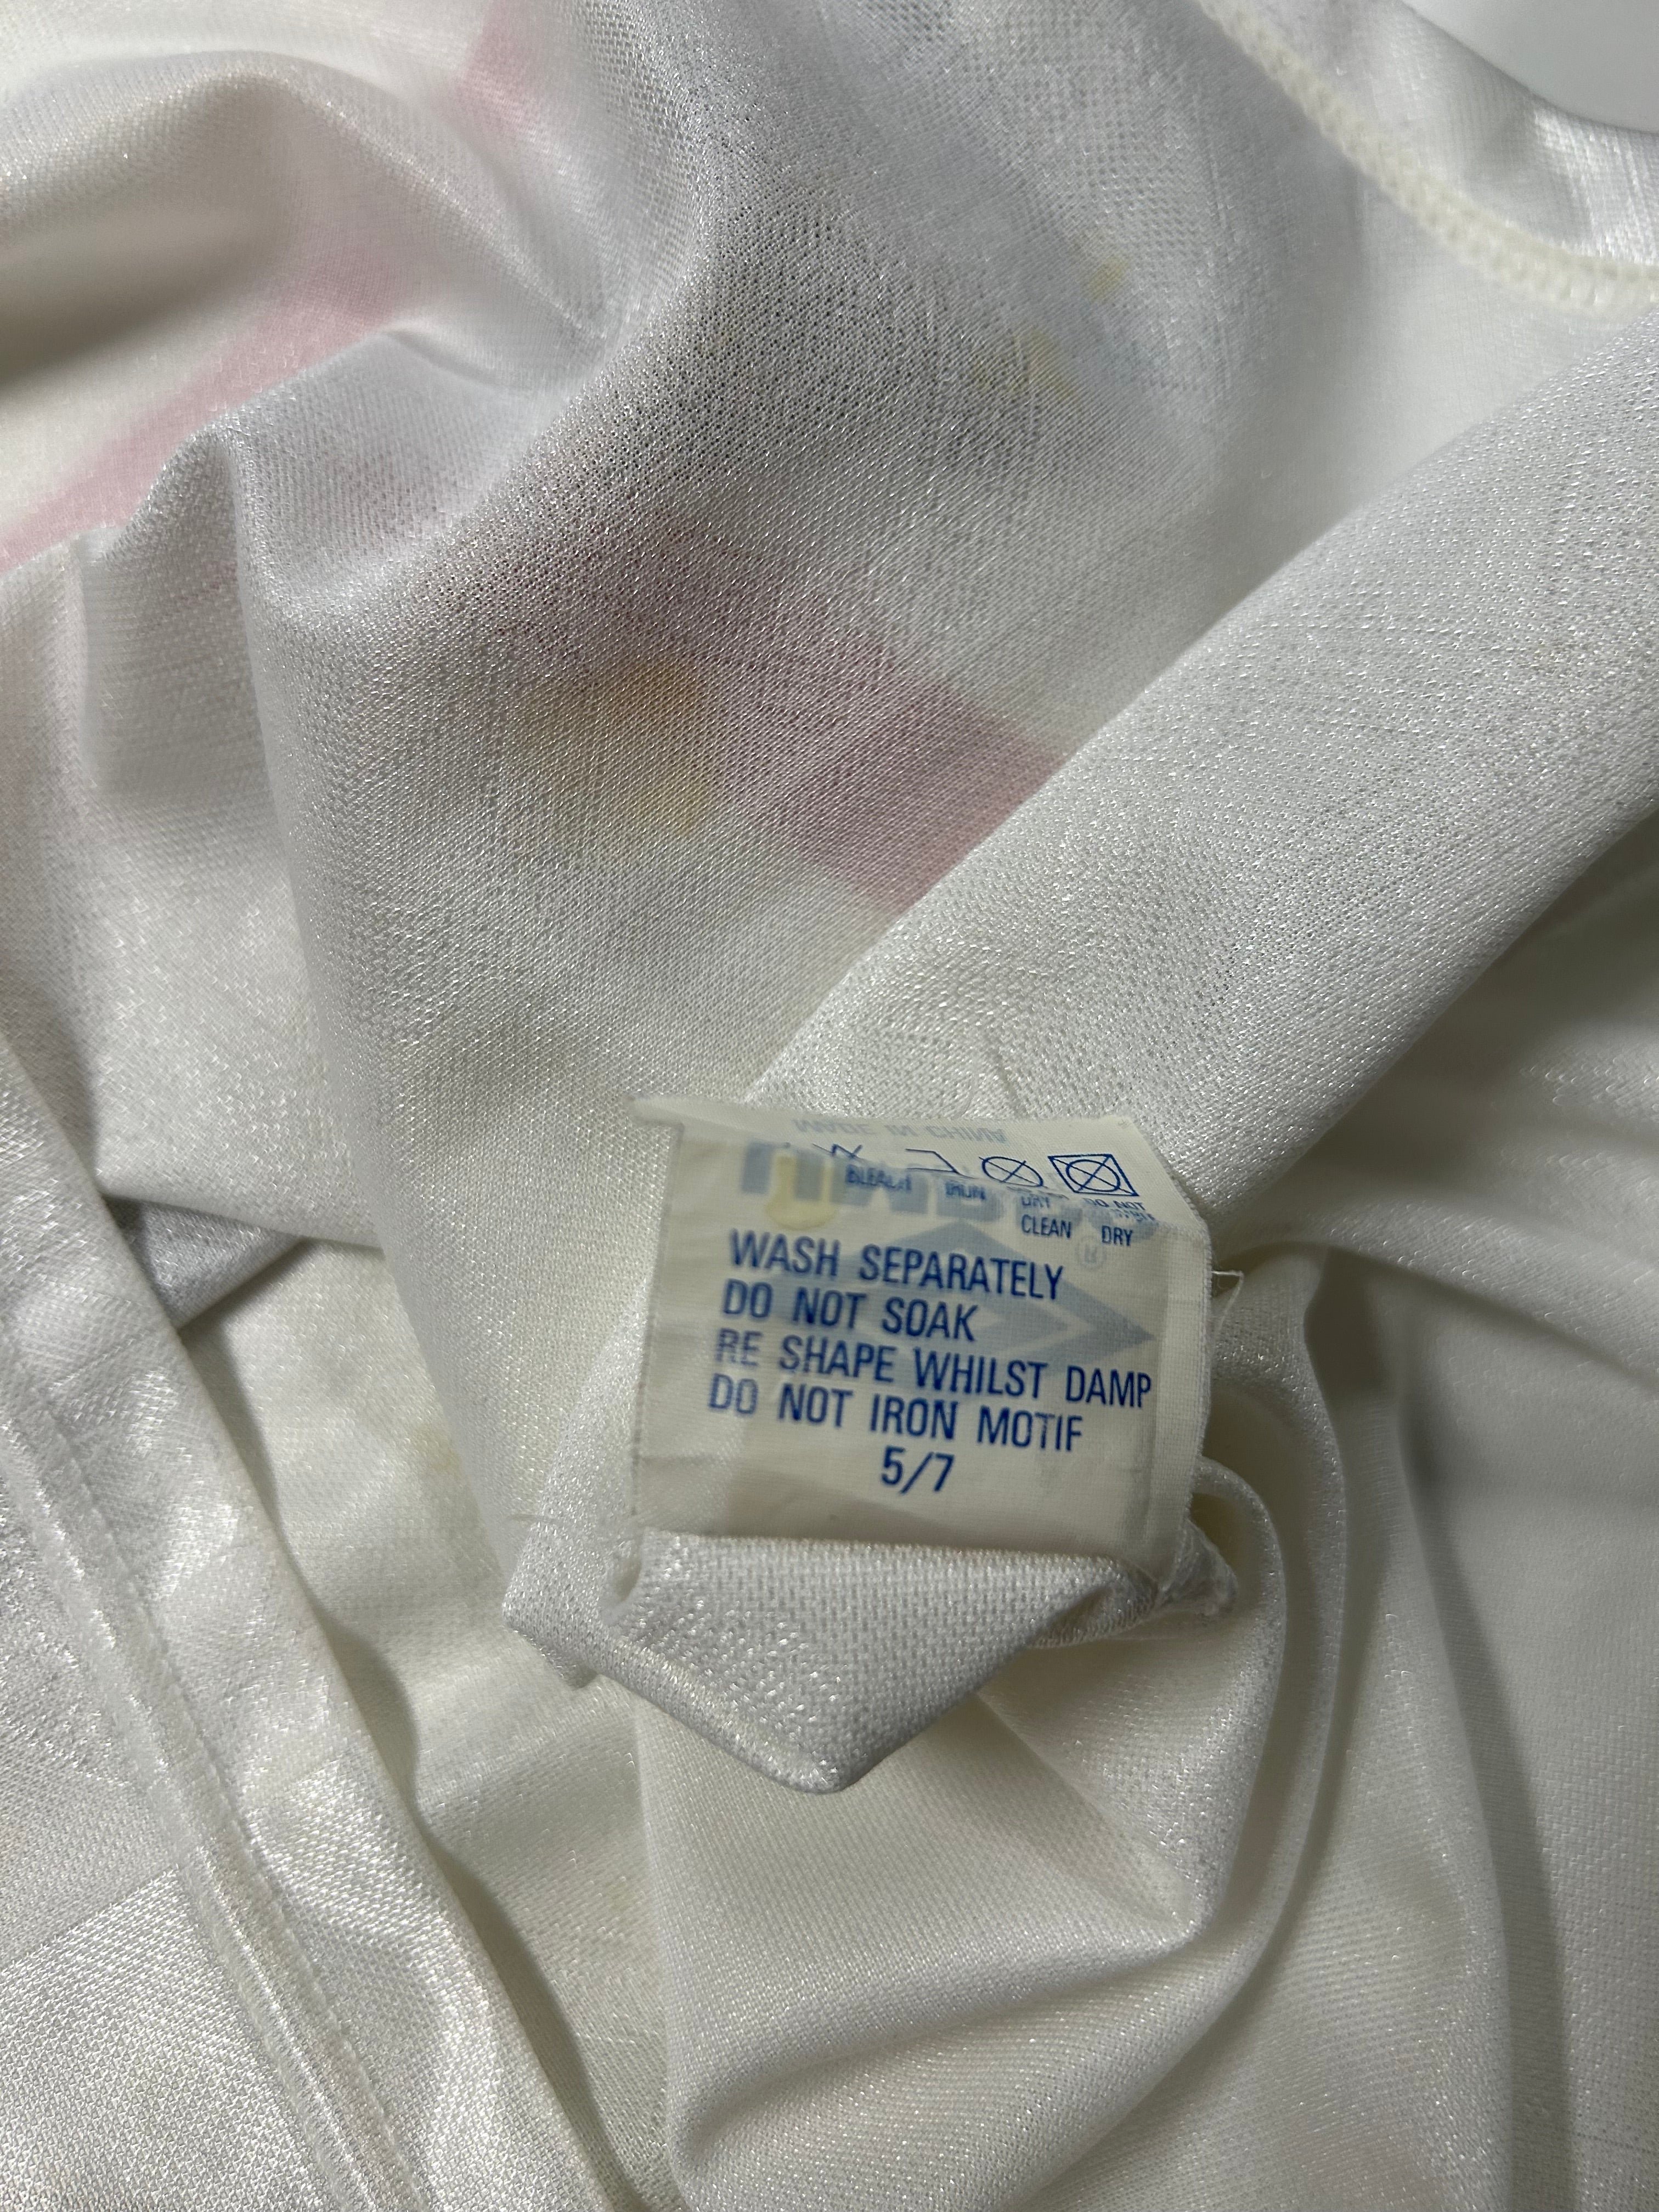 MADE IN CHINA
BLEACH IRUN DRY DO NOT
CLEAN DRY
®
WASH SEPARATELY
DO NOT SOAK
RE SHAPE WHILST DAMP
DO NOT IRON MOTIF
5/7